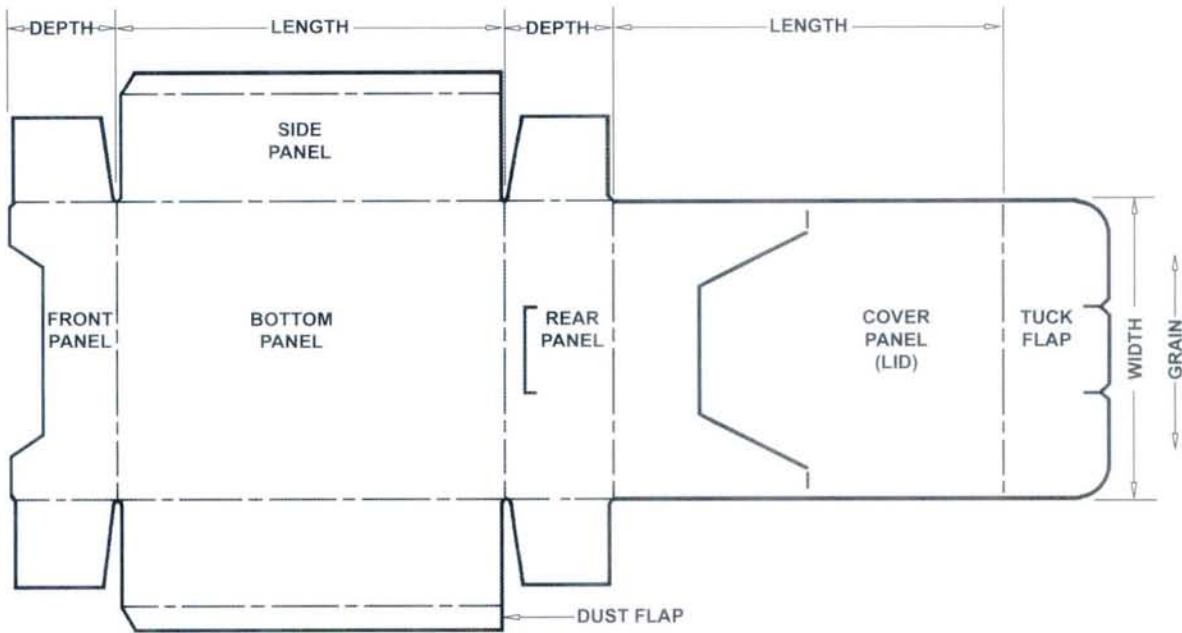 DEPTH
LENGTH
DEPTH
LENGTH
SIDE
PANEL
FRONT
PANEL
BOTTOM
PANEL
REAR
PANEL
COVER
PANEL
(LID)
TUCK
FLAP
WIDTH
GRAIN
DUST FLAP